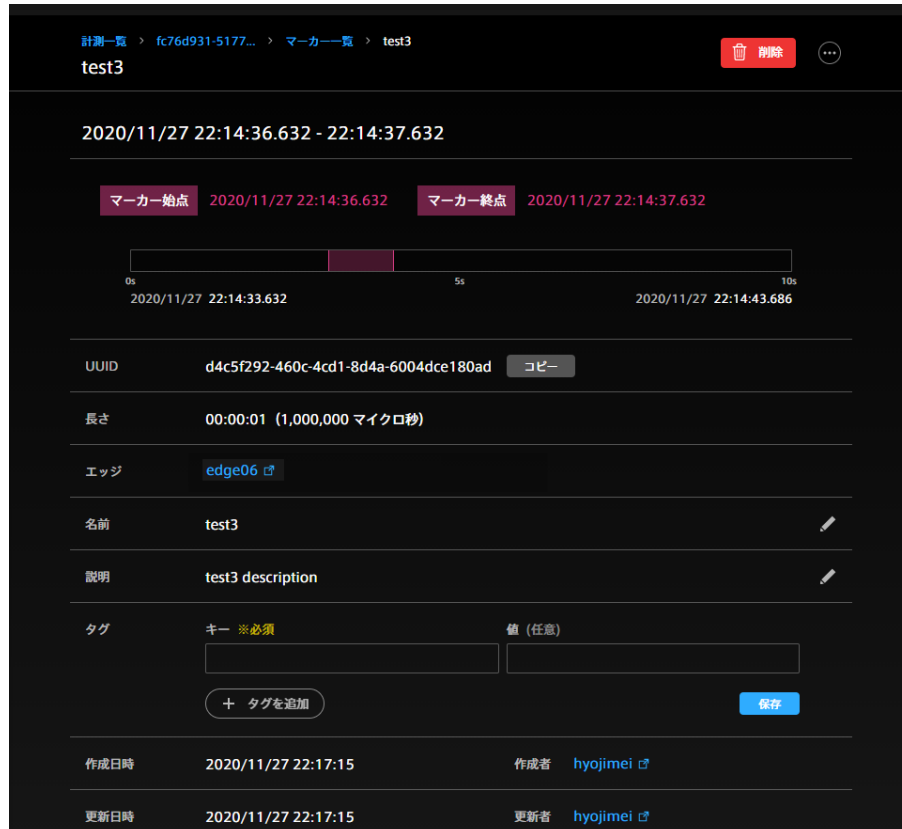 計測一覧 > fc76d931-5177... > マーカー一覧 > test3
test3
削除
2020/11/27 22:14:36.632 - 22:14:37.632
マーカー始点 2020/11/27 22:14:36.632 マーカー終点 2020/11/27 22:14:37.632
0s 5s 10s
2020/11/27 22:14:33.632 2020/11/27 22:14:43.686
UUID d4c5f292-460c-4cd1-8d4a-6004dce180ad コピー
長さ 00:00:01 (1,000,000 マイクロ秒)
エッジ edge06
名前 test3
説明 test3 description
タグ キー ※必須 値 (任意)
+ タグを追加 保存
作成日時 2020/11/27 22:17:15 作成者 hyojimei
更新日時 2020/11/27 22:17:15 更新者 hyojimei